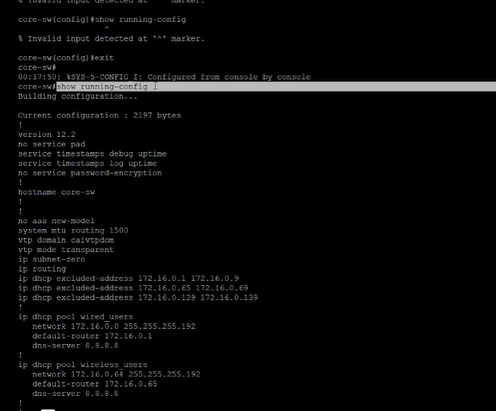 % Invalid input detected at '^' marker.
core-sw(config)#show running-config
^
% Invalid input detected at '^' marker.
core-sw(config)#exit
core-sw#
00:17:50: %SYS-5-CONFIG_I: Configured from console by console
core-sw#show running-config
Building configuration...
Current configuration : 2197 bytes
!
version 12.2
no service pad
service timestamps debug uptime
service timestamps log uptime
no service password-encryption
!
hostname core-sw
!
!
no aaa new-model
system mtu routing 1500
vtp domain caivtpdom
vtp mode transparent
ip subnet-zero
ip routing
ip dhcp excluded-address 172.16.0.1 172.16.0.9
ip dhcp excluded-address 172.16.0.65 172.16.0.69
ip dhcp excluded-address 172.16.0.129 172.16.0.139
!
ip dhcp pool wired_users
network 172.16.0.0 255.255.255.192
default-router 172.16.0.1
dns-server 8.8.8.8
!
ip dhcp pool wireless_users
network 172.16.0.64 255.255.255.192
default-router 172.16.0.65
dns-server 8.8.8.8
!
!